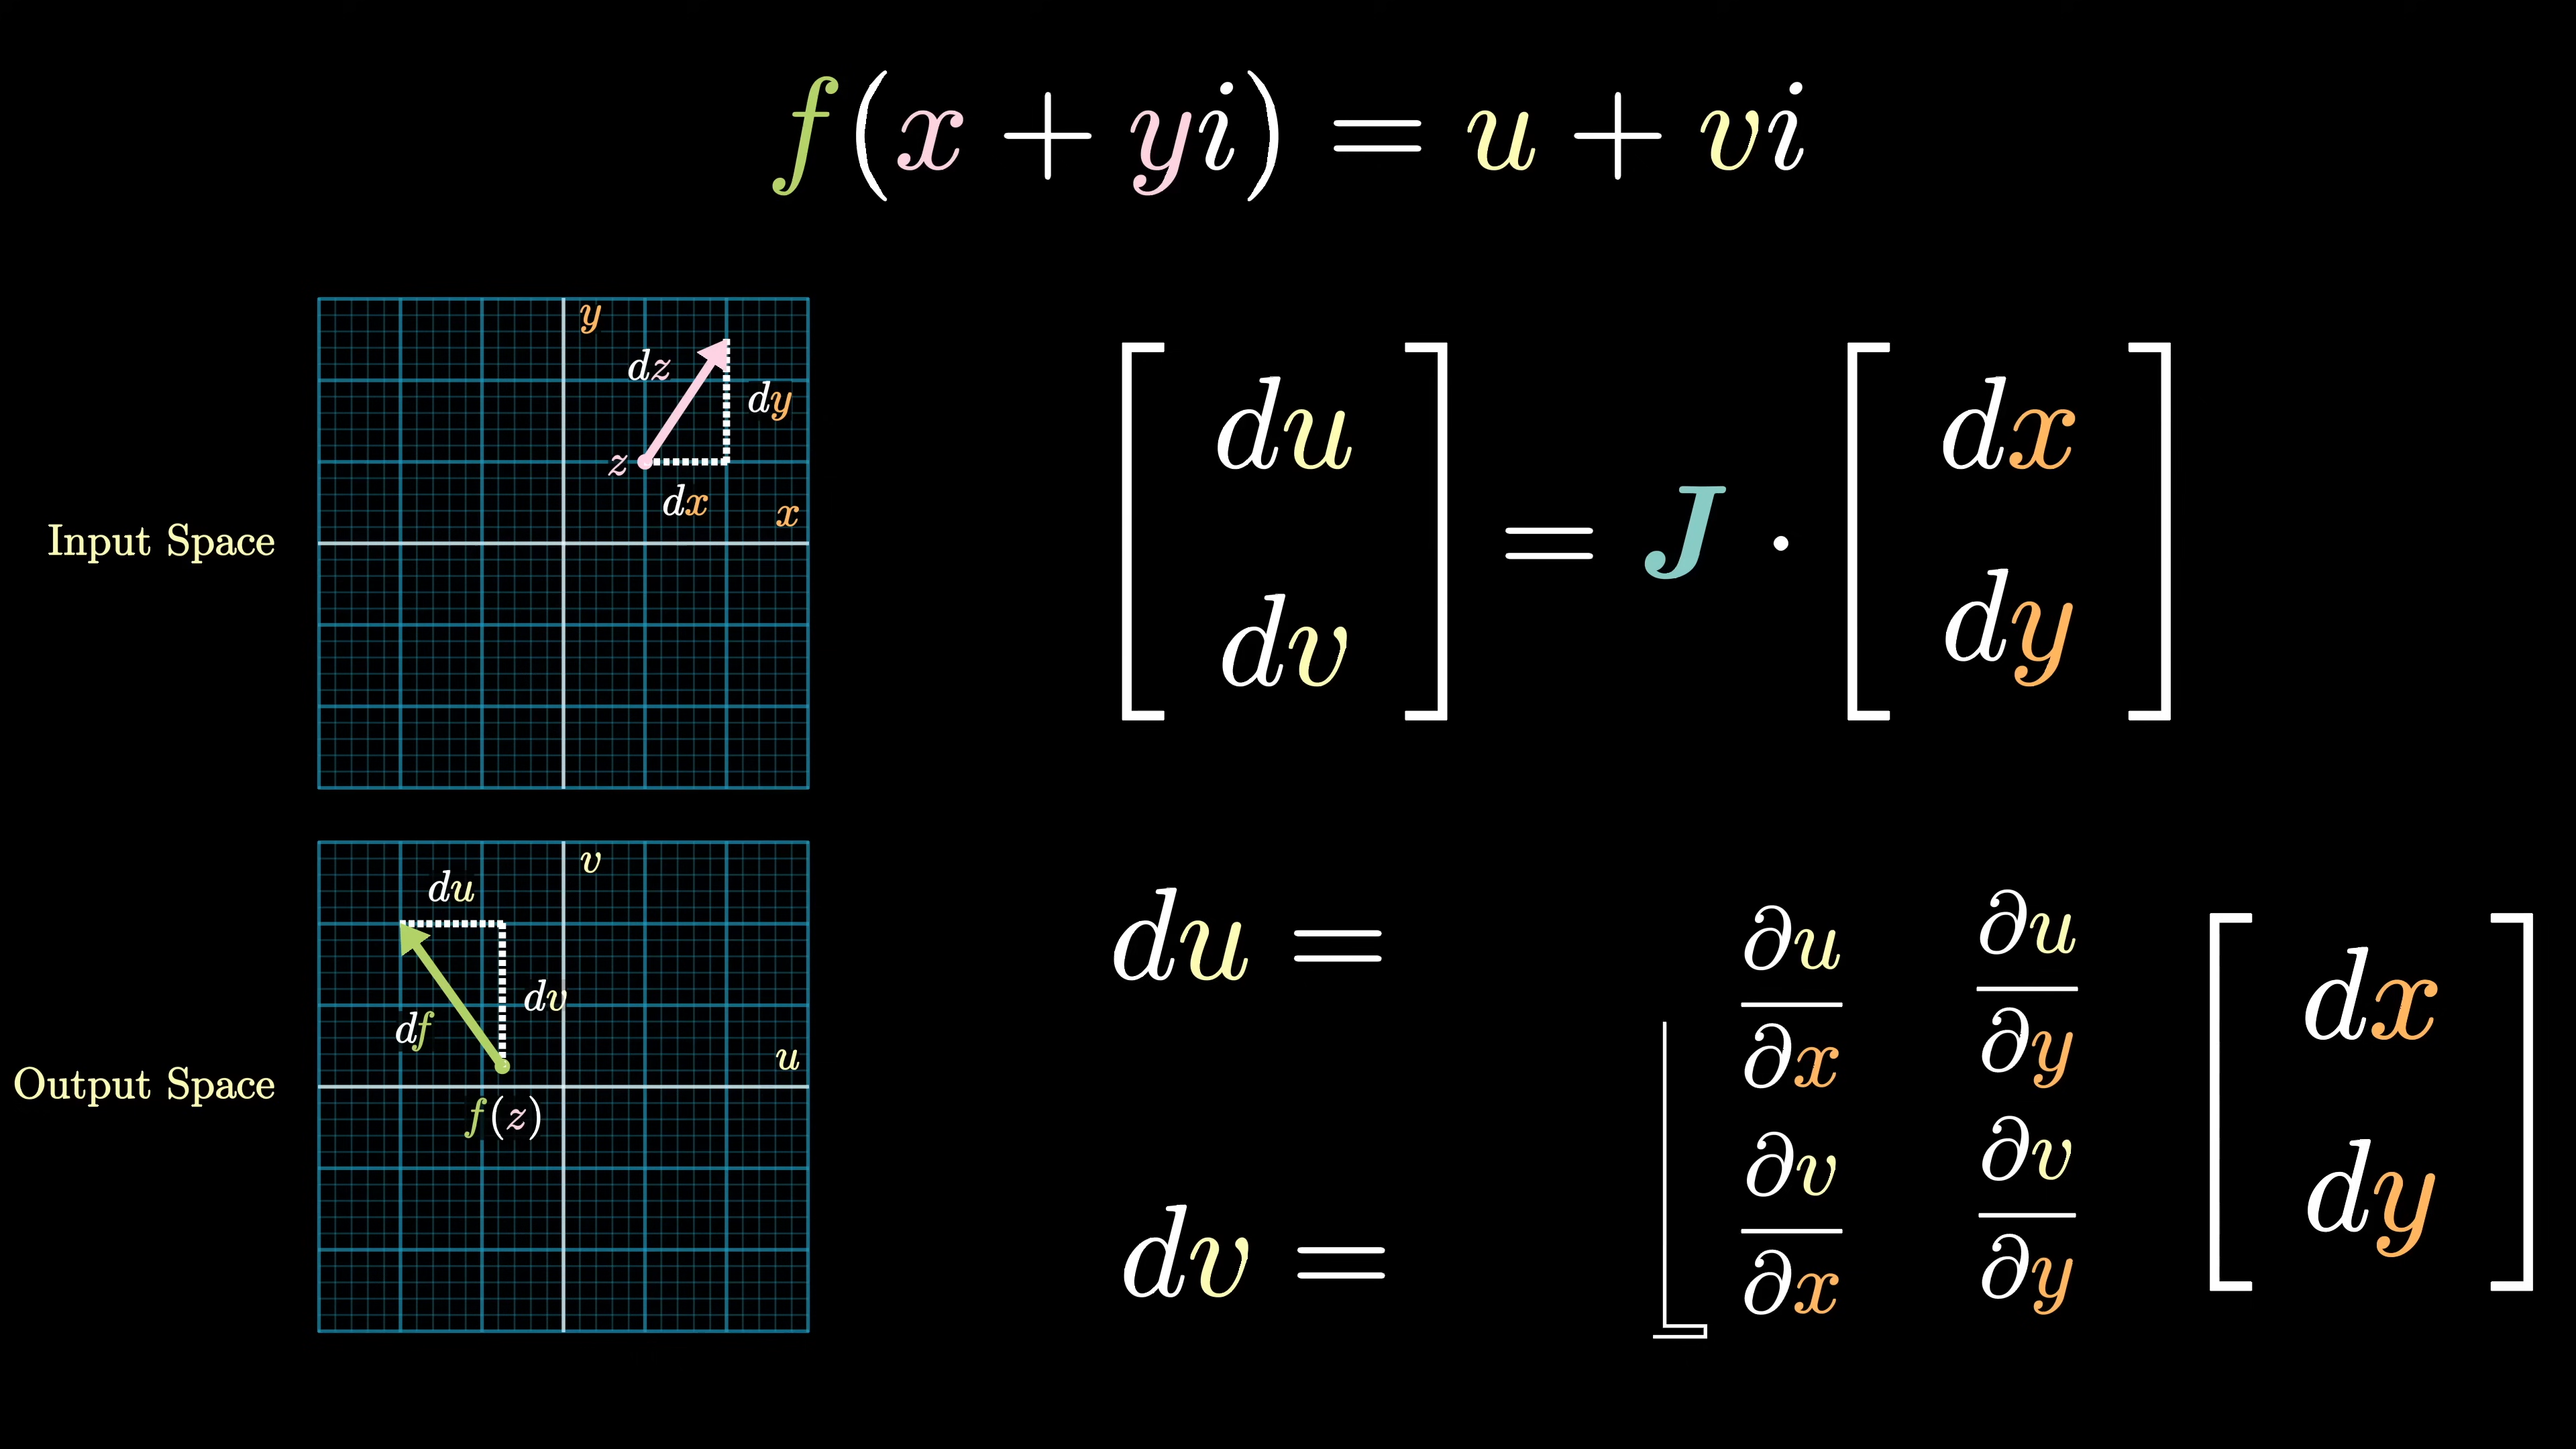 f(x + yi) = u + vi
y
dz
dy
z
dx
x
Input Space
[ du dv ] = J · [ dx dy ]
v
du
dv
df
u
Output Space
f(z)
du =
dv =
∂u/∂x ∂u/∂y
∂v/∂x ∂v/∂y
[ dx dy ]